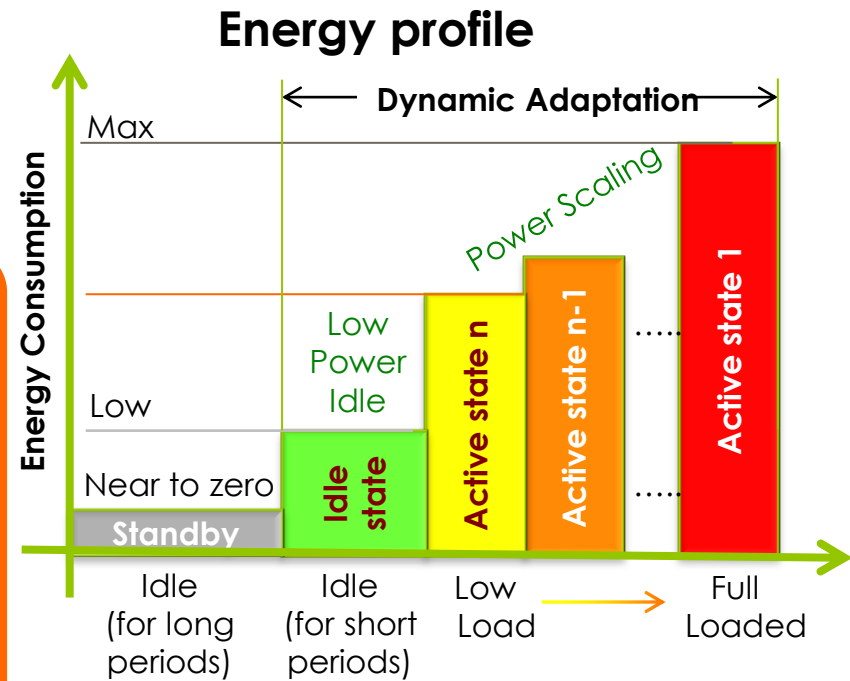 Energy profile
Dynamic Adaptation
Max
Power Scaling
Energy Consumption
Low
Power
Idle
Low
Near to zero
Standby
Idle
state
Active state n
Active state n-1
.....
.....
Active state 1
Idle
(for long
periods)
Idle
(for short
periods)
Low
Load
Full
Loaded